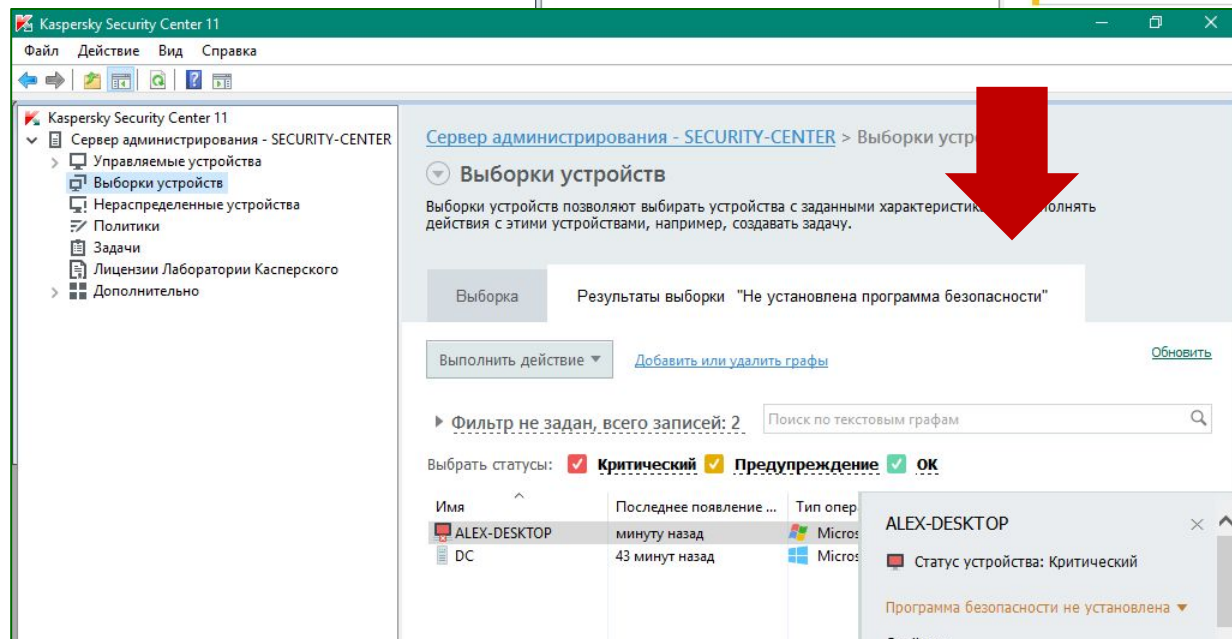 Kaspersky Security Center 11
Файл Действие Вид Справка
Kaspersky Security Center 11
Сервер администрирования - SECURITY-CENTER
Управляемые устройства
Выборки устройств
Нераспределенные устройства
Политики
Задачи
Лицензии Лаборатории Касперского
Дополнительно
Сервер администрирования - SECURITY-CENTER > Выборки устр
Выборки устройств
Выборки устройств позволяют выбирать устройства с заданными характеристик олнять
действия с этими устройствами, например, создавать задачу.
Выборка Результаты выборки "Не установлена программа безопасности"
Выполнить действие Добавить или удалить графы Обновить
Фильтр не задан, всего записей: 2 Поиск по текстовым графам
Выбрать статусы: Критический Предупреждение ОК
Имя Последнее появление ... Тип опер
ALEX-DESKTOP минуту назад Micros
DC 43 минут назад Micros
ALEX-DESKTOP
Статус устройства: Критический
Программа безопасности не установлена